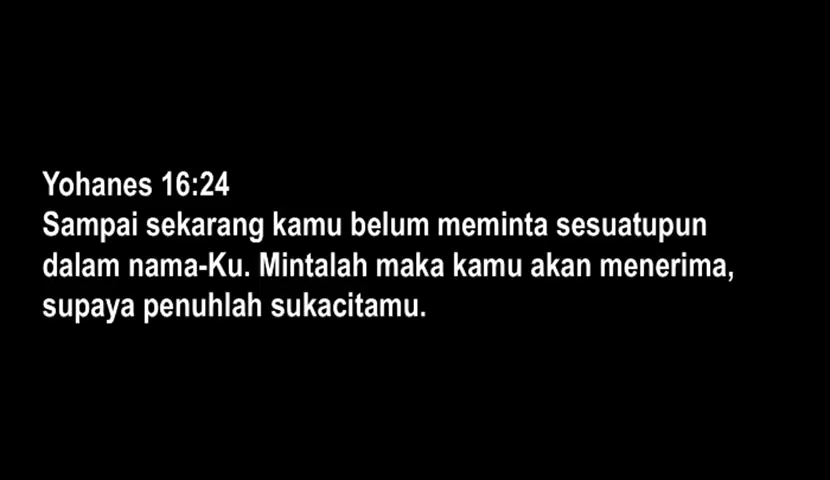 Yohanes 16:24
Sampai sekarang kamu belum meminta sesuatupun
dalam nama-Ku. Mintalah maka kamu akan menerima,
supaya penuhlah sukacitamu.